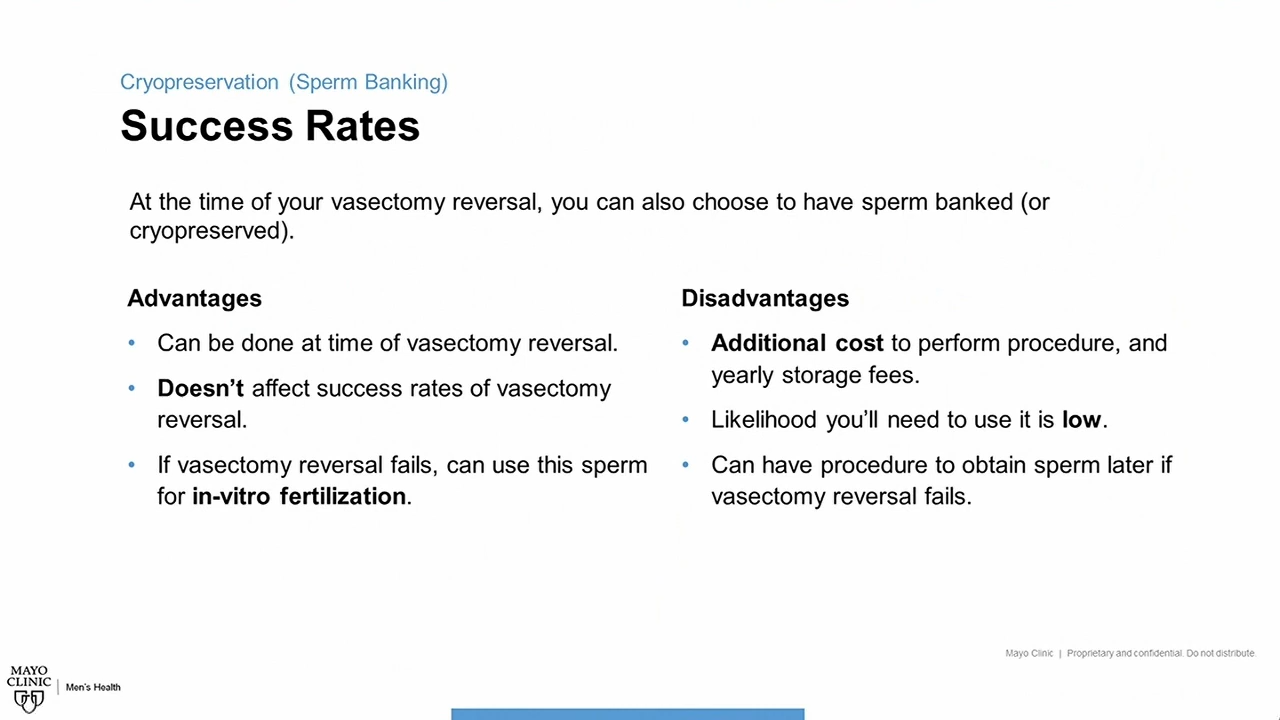 Cryopreservation (Sperm Banking)
Success Rates
At the time of your vasectomy reversal, you can also choose to have sperm banked (or
cryopreserved).
Advantages
• Can be done at time of vasectomy reversal.
• Doesn’t affect success rates of vasectomy
reversal.
• If vasectomy reversal fails, can use this sperm
for in-vitro fertilization.
Disadvantages
• Additional cost to perform procedure, and
yearly storage fees.
• Likelihood you’ll need to use it is low.
• Can have procedure to obtain sperm later if
vasectomy reversal fails.
Mayo Clinic | Proprietary and confidential. Do not distribute.
MAYO
CLINIC
Men’s Health